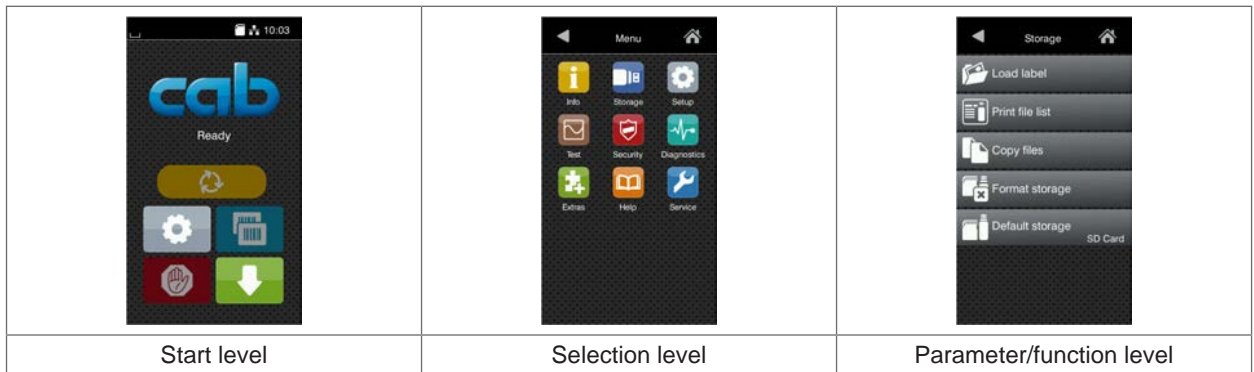 10:03
cab
Ready
Start level
Menu
Info Storage Setup
Test Security Diagnostics
Extras Help Service
Selection level
Storage
Load label
Print file list
Copy files
Format storage
Default storage
SD Card
Parameter/function level